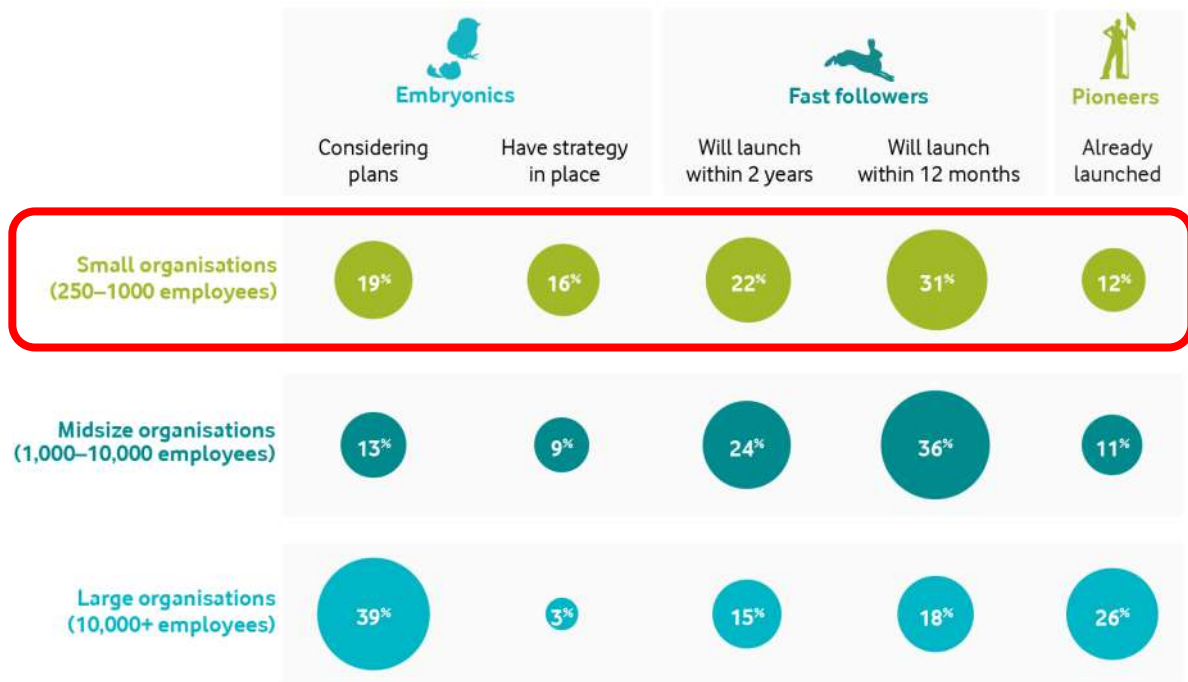 Embryonics
Fast followers
Pioneers
Considering
plans
Have strategy
in place
Will launch
within 2 years
Will launch
within 12 months
Already
launched
Small organisations
(250–1000 employees)
19%
16%
22%
31%
12%
Midsize organisations
(1,000–10,000 employees)
13%
9%
24%
36%
11%
Large organisations
(10,000+ employees)
39%
3%
15%
18%
26%